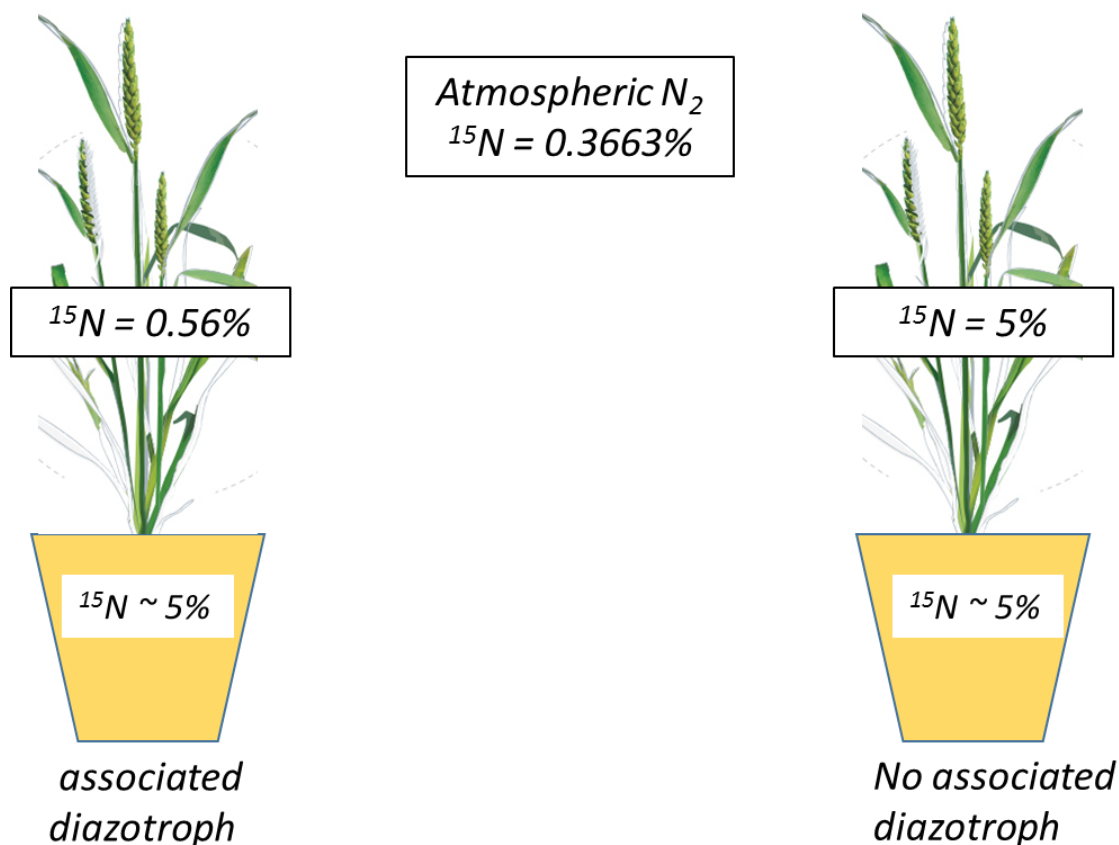 Atmospheric N₂
¹⁵N = 0.3663%
¹⁵N = 0.56%
¹⁵N = 5%
¹⁵N ~ 5%
¹⁵N ~ 5%
associated
diazotroph
No associated
diazotroph